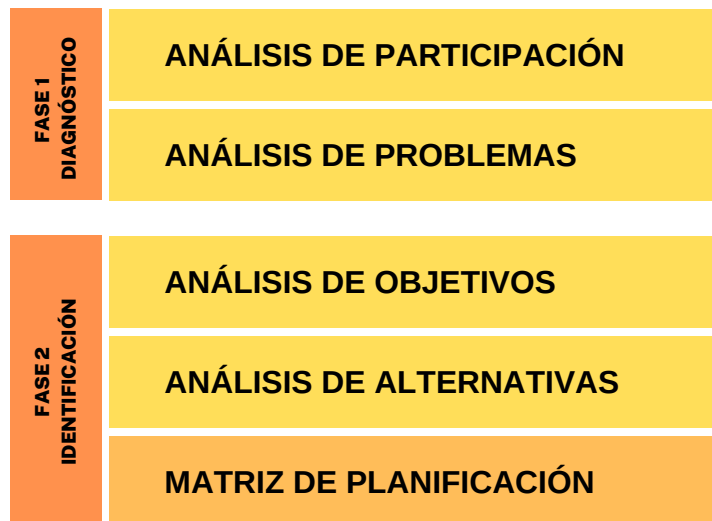 FASE 1
DIAGNÓSTICO
ANÁLISIS DE PARTICIPACIÓN
ANÁLISIS DE PROBLEMAS
FASE 2
IDENTIFICACIÓN
ANÁLISIS DE OBJETIVOS
ANÁLISIS DE ALTERNATIVAS
MATRIZ DE PLANIFICACIÓN